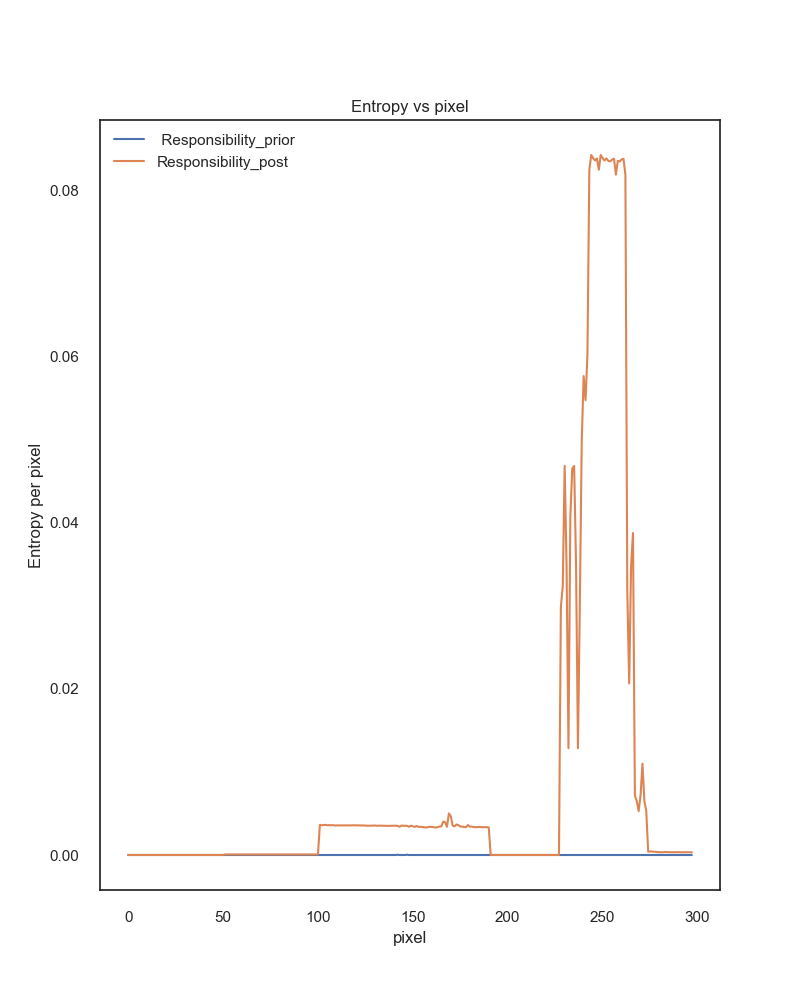 Entropy vs pixel
Responsibility_prior
Responsibility_post
0.08
0.06
0.04
0.02
0.00
Entropy per pixel
0 50 100 150 200 250 300
pixel